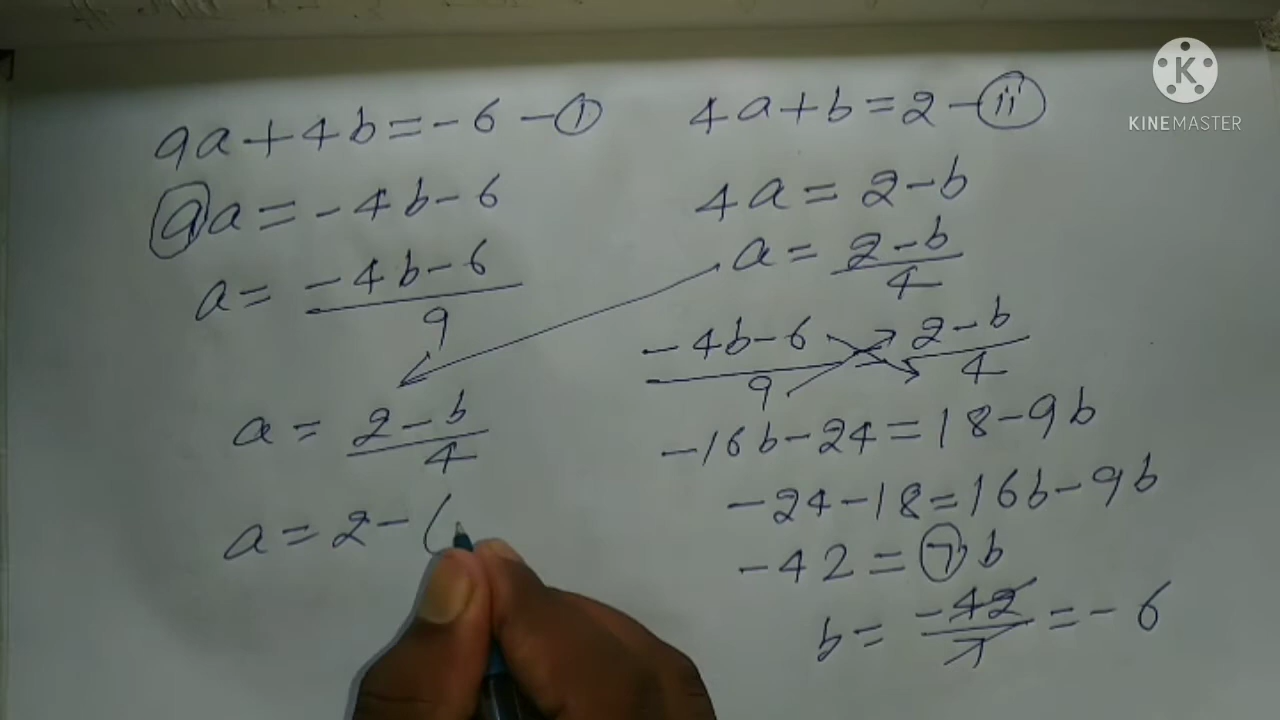 9a+4b=-6 -(i)
9a=-4b-6
a=(-4b-6)/9
a=(2-b)/4
a=2-(
4a+b=2 -(ii)
4a=2-b
a=(2-b)/4
(-4b-6)/9=(2-b)/4
-16b-24=18-9b
-24-18=16b-9b
-42=7b
b=-42/7=-6
K
KINEMASTER